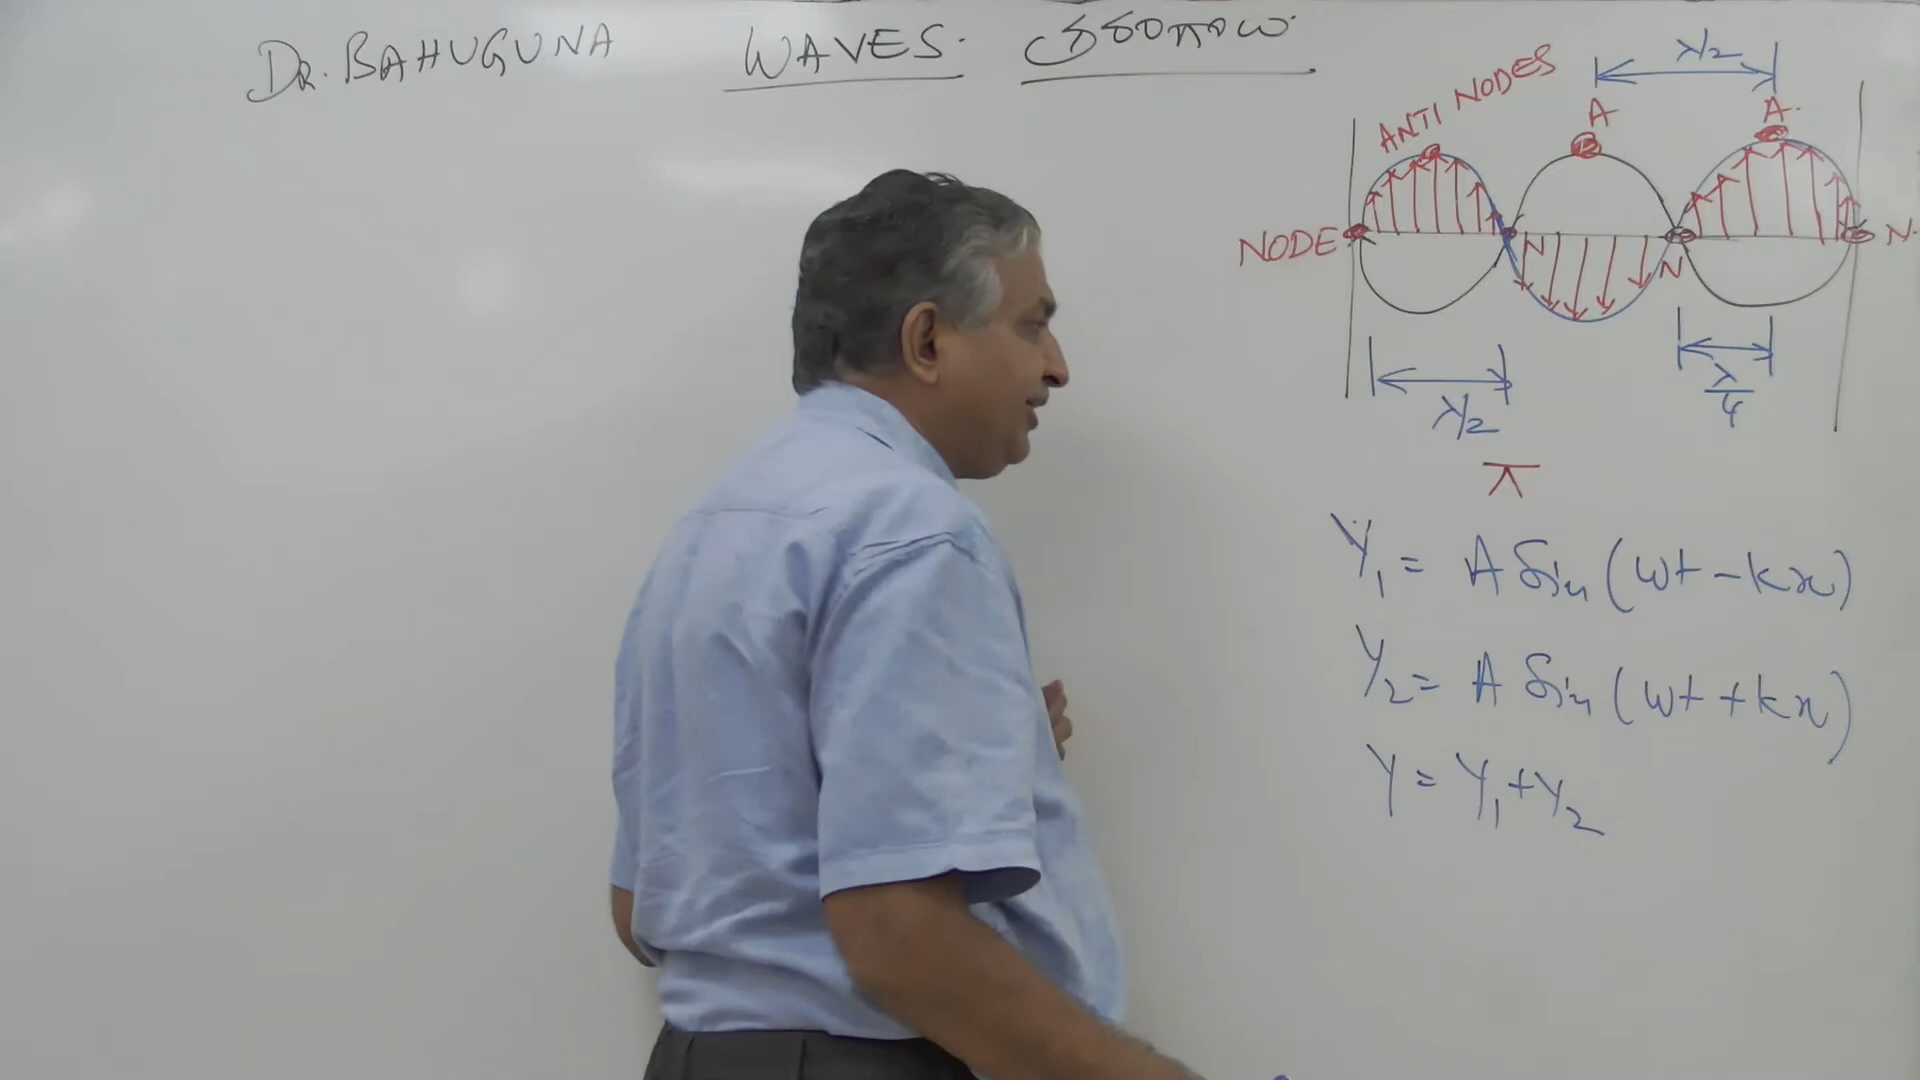 DR. BAHUGUNA WAVES.
λ/2
ANTI NODES A A.
NODE N N N.
λ/2 λ/4
π
Y₁ = A Sin (ωt - kx)
Y₂ = A Sin (ωt + kx)
Y = Y₁ + Y₂